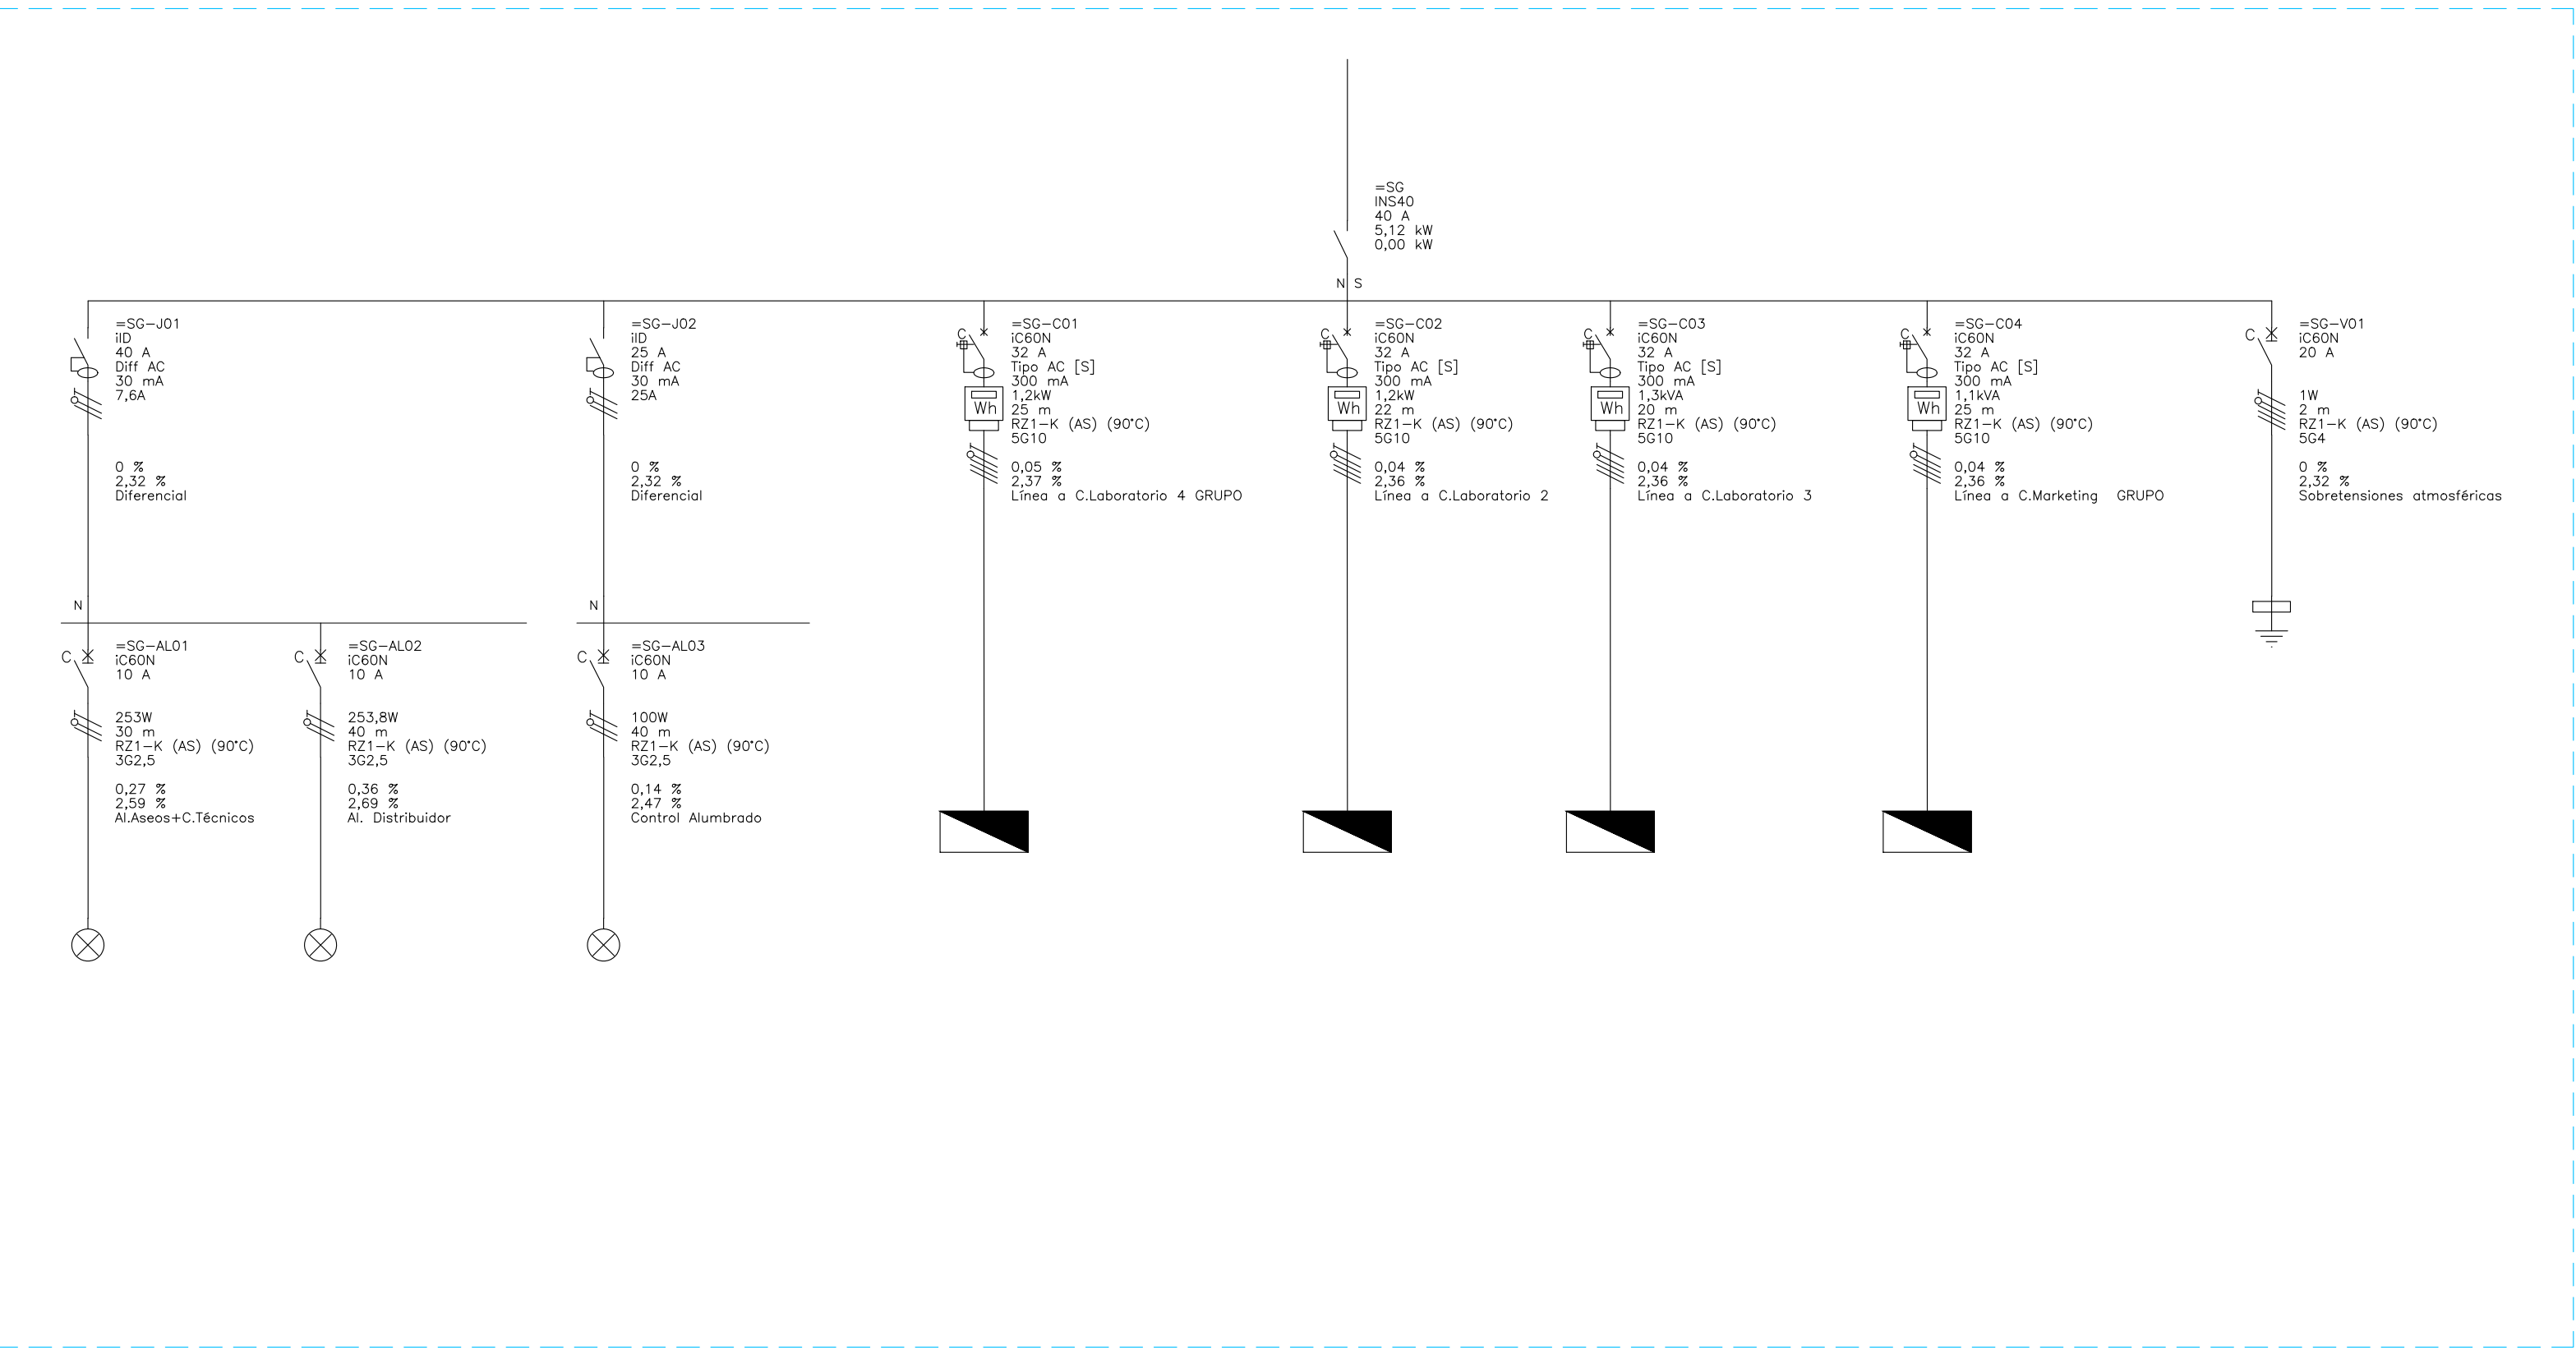 =SG
INS40
40 A
5,12 kW
0,00 kW
N S
=SG-J01
iID
40 A
Diff AC
30 mA
7,6A
0 %
2,32 %
Diferencial
=SG-J02
iID
25 A
Diff AC
30 mA
25A
0 %
2,32 %
Diferencial
C
=SG-C01
iC60N
32 A
Tipo AC [S]
300 mA
Wh
1,2kW
25 m
RZ1-K (AS) (90°C)
5G10
0,05 %
2,37 %
Línea a C.Laboratorio 4 GRUPO
C
=SG-C02
iC60N
32 A
Tipo AC [S]
300 mA
Wh
1,2kW
22 m
RZ1-K (AS) (90°C)
5G10
0,04 %
2,36 %
Línea a C.Laboratorio 2
C
=SG-C03
iC60N
32 A
Tipo AC [S]
300 mA
Wh
1,3kVA
20 m
RZ1-K (AS) (90°C)
5G10
0,04 %
2,36 %
Línea a C.Laboratorio 3
C
=SG-C04
iC60N
32 A
Tipo AC [S]
300 mA
Wh
1,1kVA
25 m
RZ1-K (AS) (90°C)
5G10
0,04 %
2,36 %
Línea a C.Marketing GRUPO
C
=SG-V01
iC60N
20 A
1W
2 m
RZ1-K (AS) (90°C)
5G4
0 %
2,32 %
Sobretensiones atmosféricas
N
C
=SG-AL01
iC60N
10 A
253W
30 m
RZ1-K (AS) (90°C)
3G2,5
0,27 %
2,59 %
Al.Aseos+C.Técnicos
C
=SG-AL02
iC60N
10 A
253,8W
40 m
RZ1-K (AS) (90°C)
3G2,5
0,36 %
2,69 %
Al. Distribuidor
N
C
=SG-AL03
iC60N
10 A
100W
40 m
RZ1-K (AS) (90°C)
3G2,5
0,14 %
2,47 %
Control Alumbrado